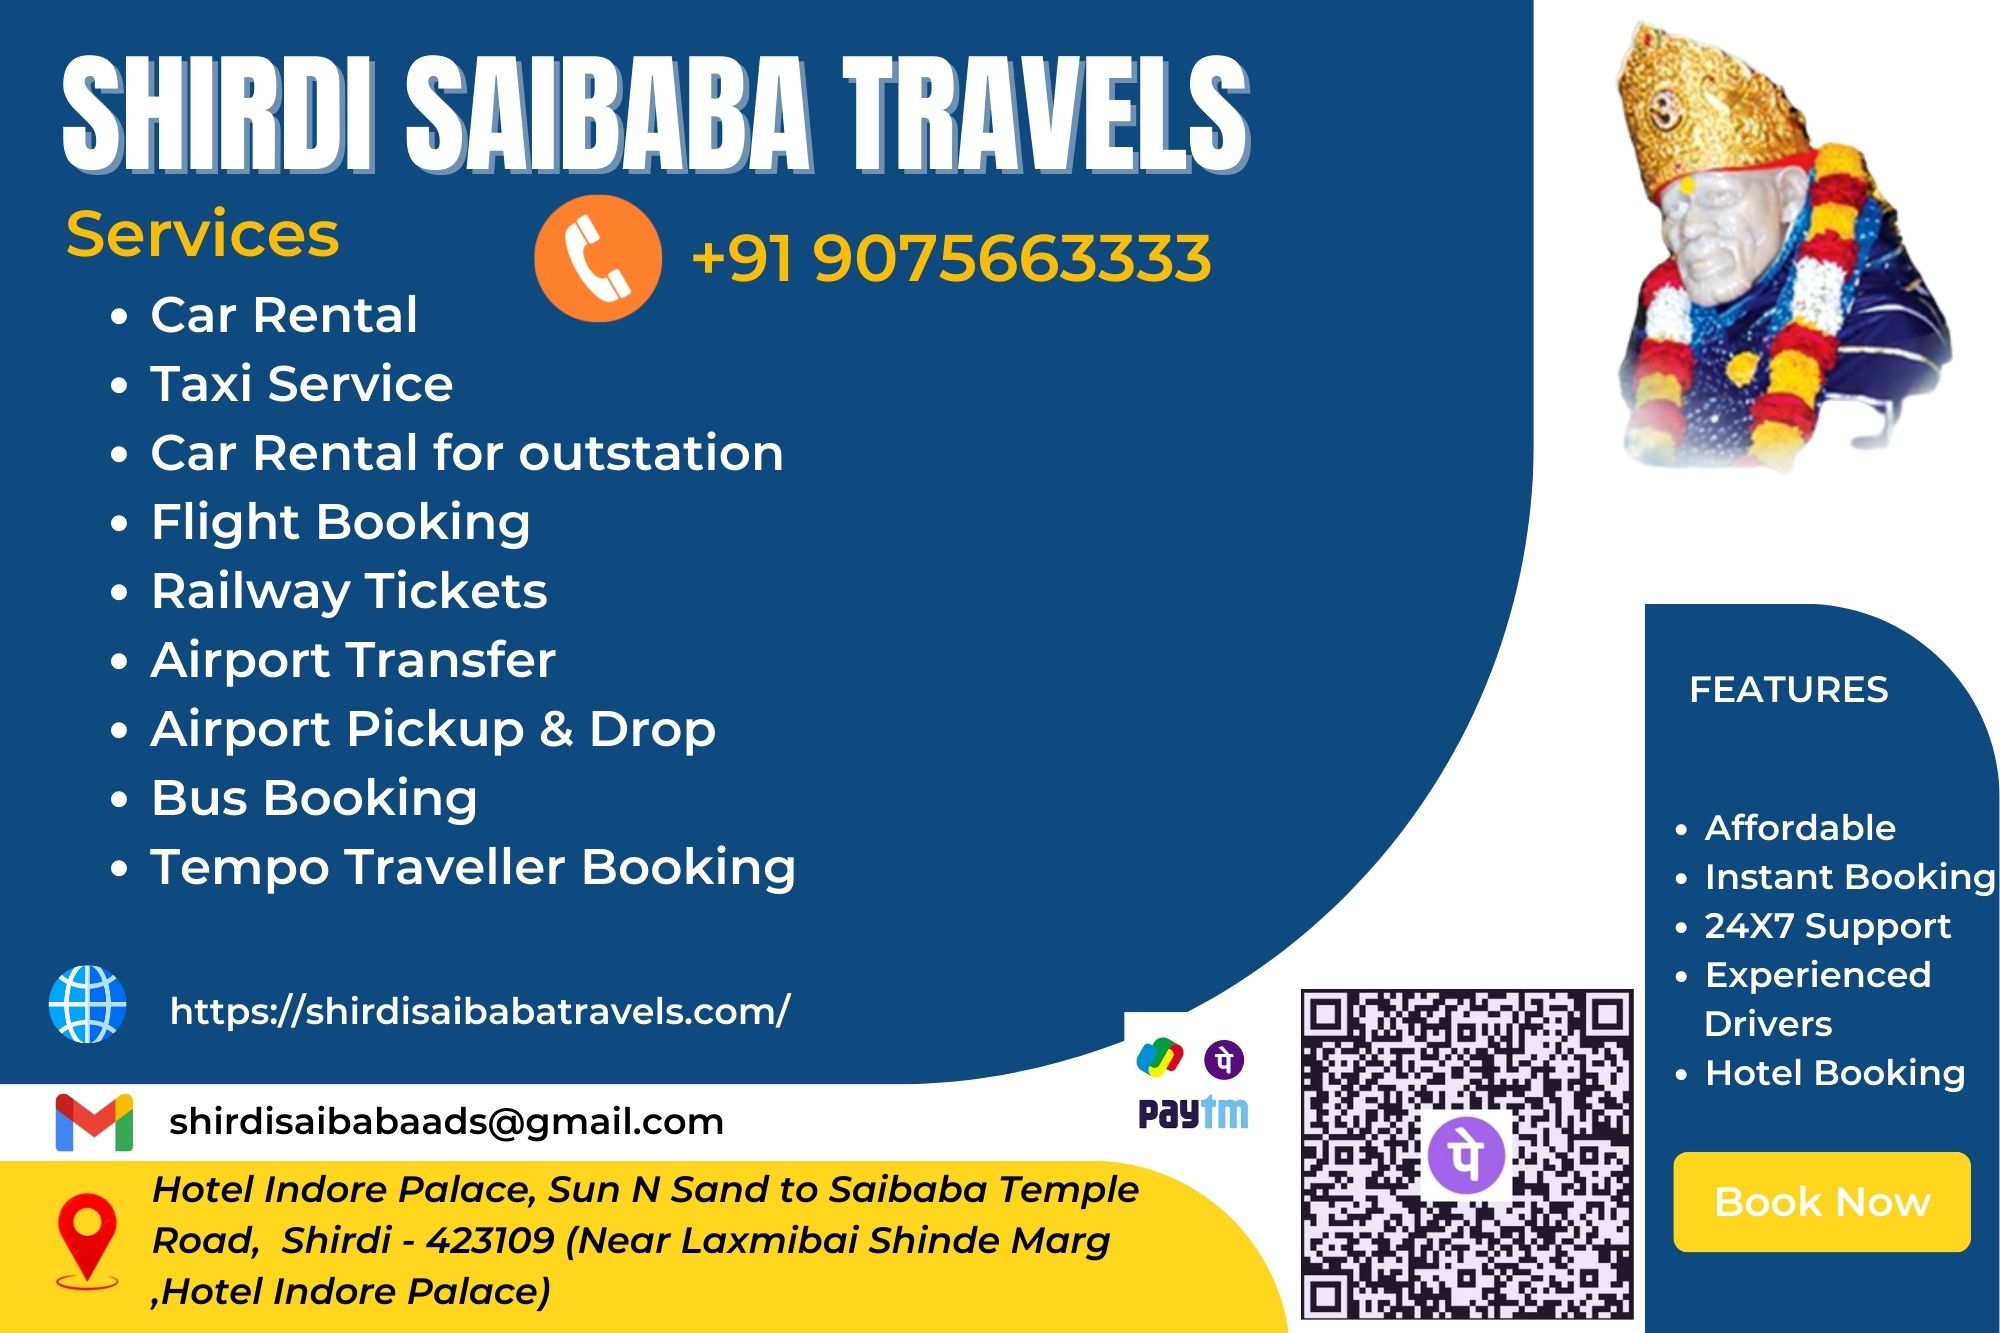 SHIRDI SAIBABA TRAVELS
Services
+91 9075663333
• Car Rental
• Taxi Service
• Car Rental for outstation
• Flight Booking
• Railway Tickets
• Airport Transfer
• Airport Pickup & Drop
• Bus Booking
• Tempo Traveller Booking
https://shirdisaibabatravels.com/
shirdisaibabaads@gmail.com
Hotel Indore Palace, Sun N Sand to Saibaba Temple
Road,  Shirdi - 423109 (Near Laxmibai Shinde Marg
,Hotel Indore Palace)
पे
paytm
पे
FEATURES
• Affordable
• Instant Booking
• 24X7 Support
• Experienced
Drivers
• Hotel Booking
Book Now